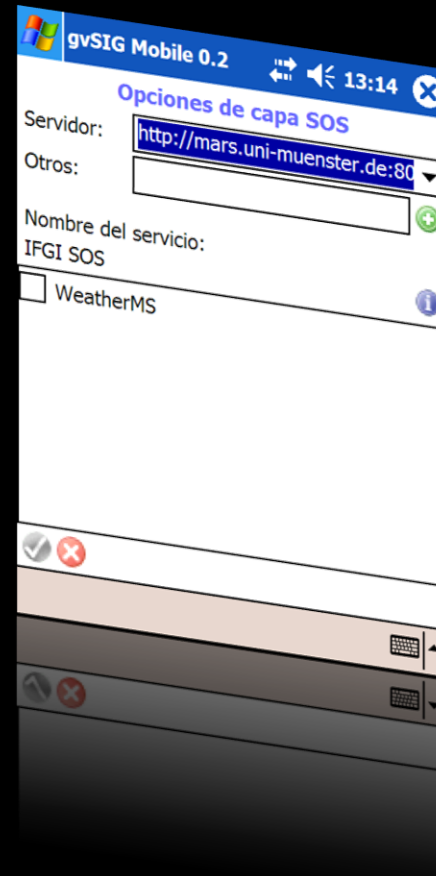 gvSIG Mobile 0.2 13:14
Opciones de capa SOS
Servidor: http://mars.uni-muenster.de:80
Otros:
Nombre del servicio:
IFGI SOS
WeatherMS